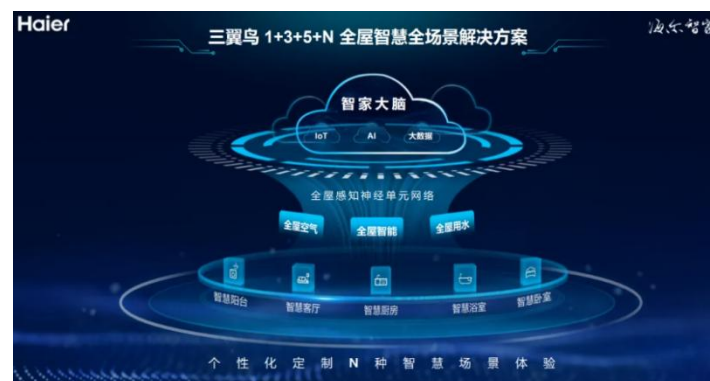 Haier
海尔智家
三翼鸟 1+3+5+N 全屋智慧全场景解决方案
智家大脑
IoT AI 大数据
全屋感知神经单元网络
全屋空气 全屋智能 全屋用水
智慧阳台 智慧客厅 智慧厨房 智慧浴室 智慧卧室
个性化定制N种智慧场景体验